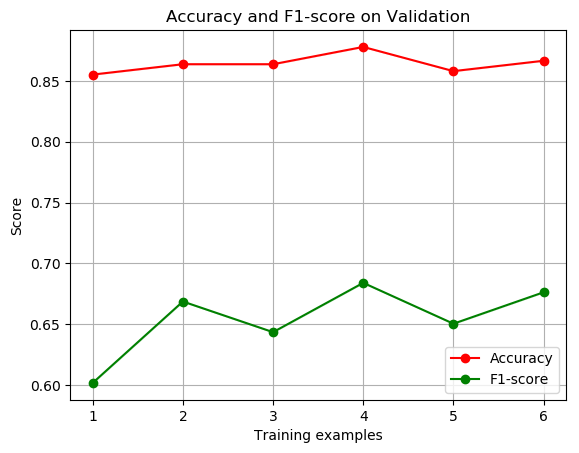 Accuracy and F1-score on Validation
Score
0.85
0.80
0.75
0.70
0.65
0.60
Accuracy
F1-score
1 2 3 4 5 6
Training examples